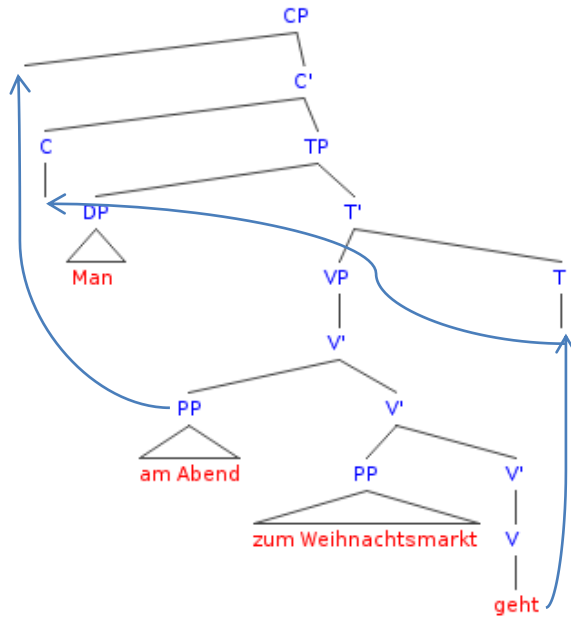 CP
C'
C TP
DP T'
Man
VP T
V'
PP V'
am Abend
PP V'
zum Weihnachtsmarkt
V
geht